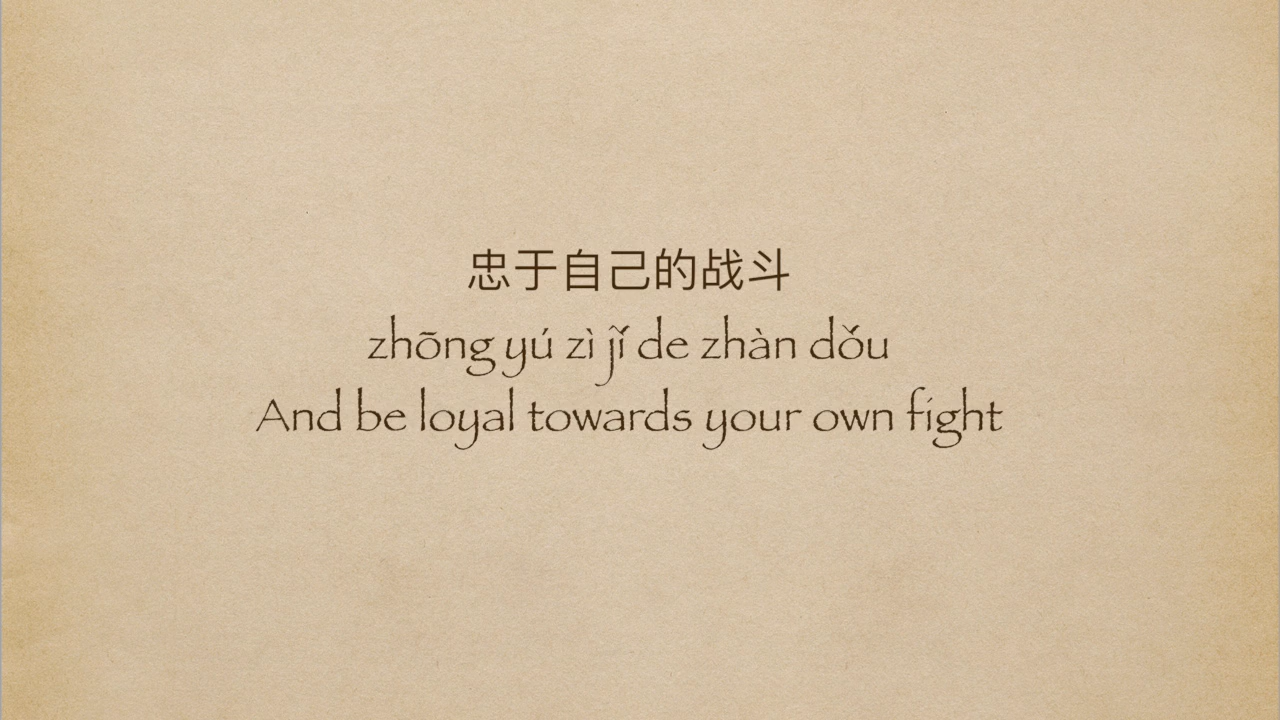 忠于自己的战斗
zhōng yú zì jǐ de zhàn dǒu
And be loyal towards your own fight